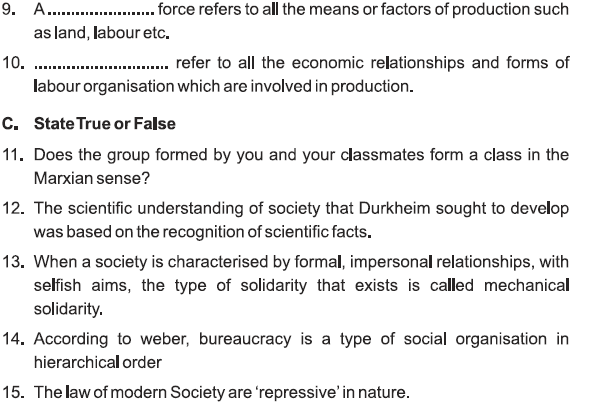 9. A........................ force refers to all the means or factors of production such
as land, labour etc.
10. .............................. refer to all the economic relationships and forms of
labour organisation which are involved in production.
C. State True or False
11. Does the group formed by you and your classmates form a class in the
Marxian sense?
12. The scientific understanding of society that Durkheim sought to develop
was based on the recognition of scientific facts.
13. When a society is characterised by formal, impersonal relationships, with
selfish aims, the type of solidarity that exists is called mechanical
solidarity.
14. According to weber, bureaucracy is a type of social organisation in
hierarchical order
15. The law of modern Society are ‘repressive’ in nature.